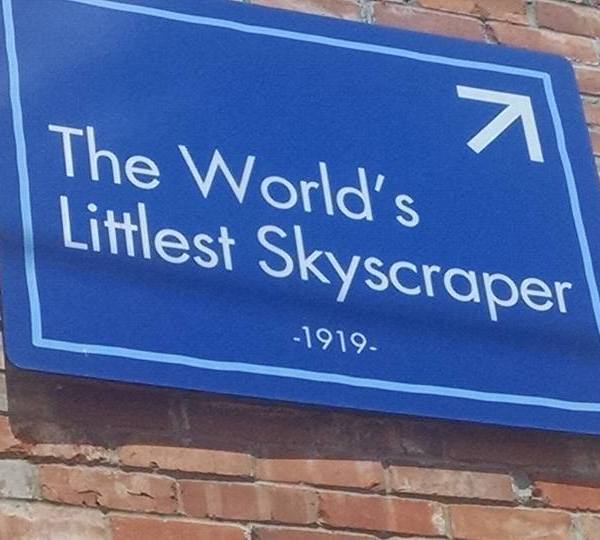 The World's
Littlest Skyscraper
-1919-